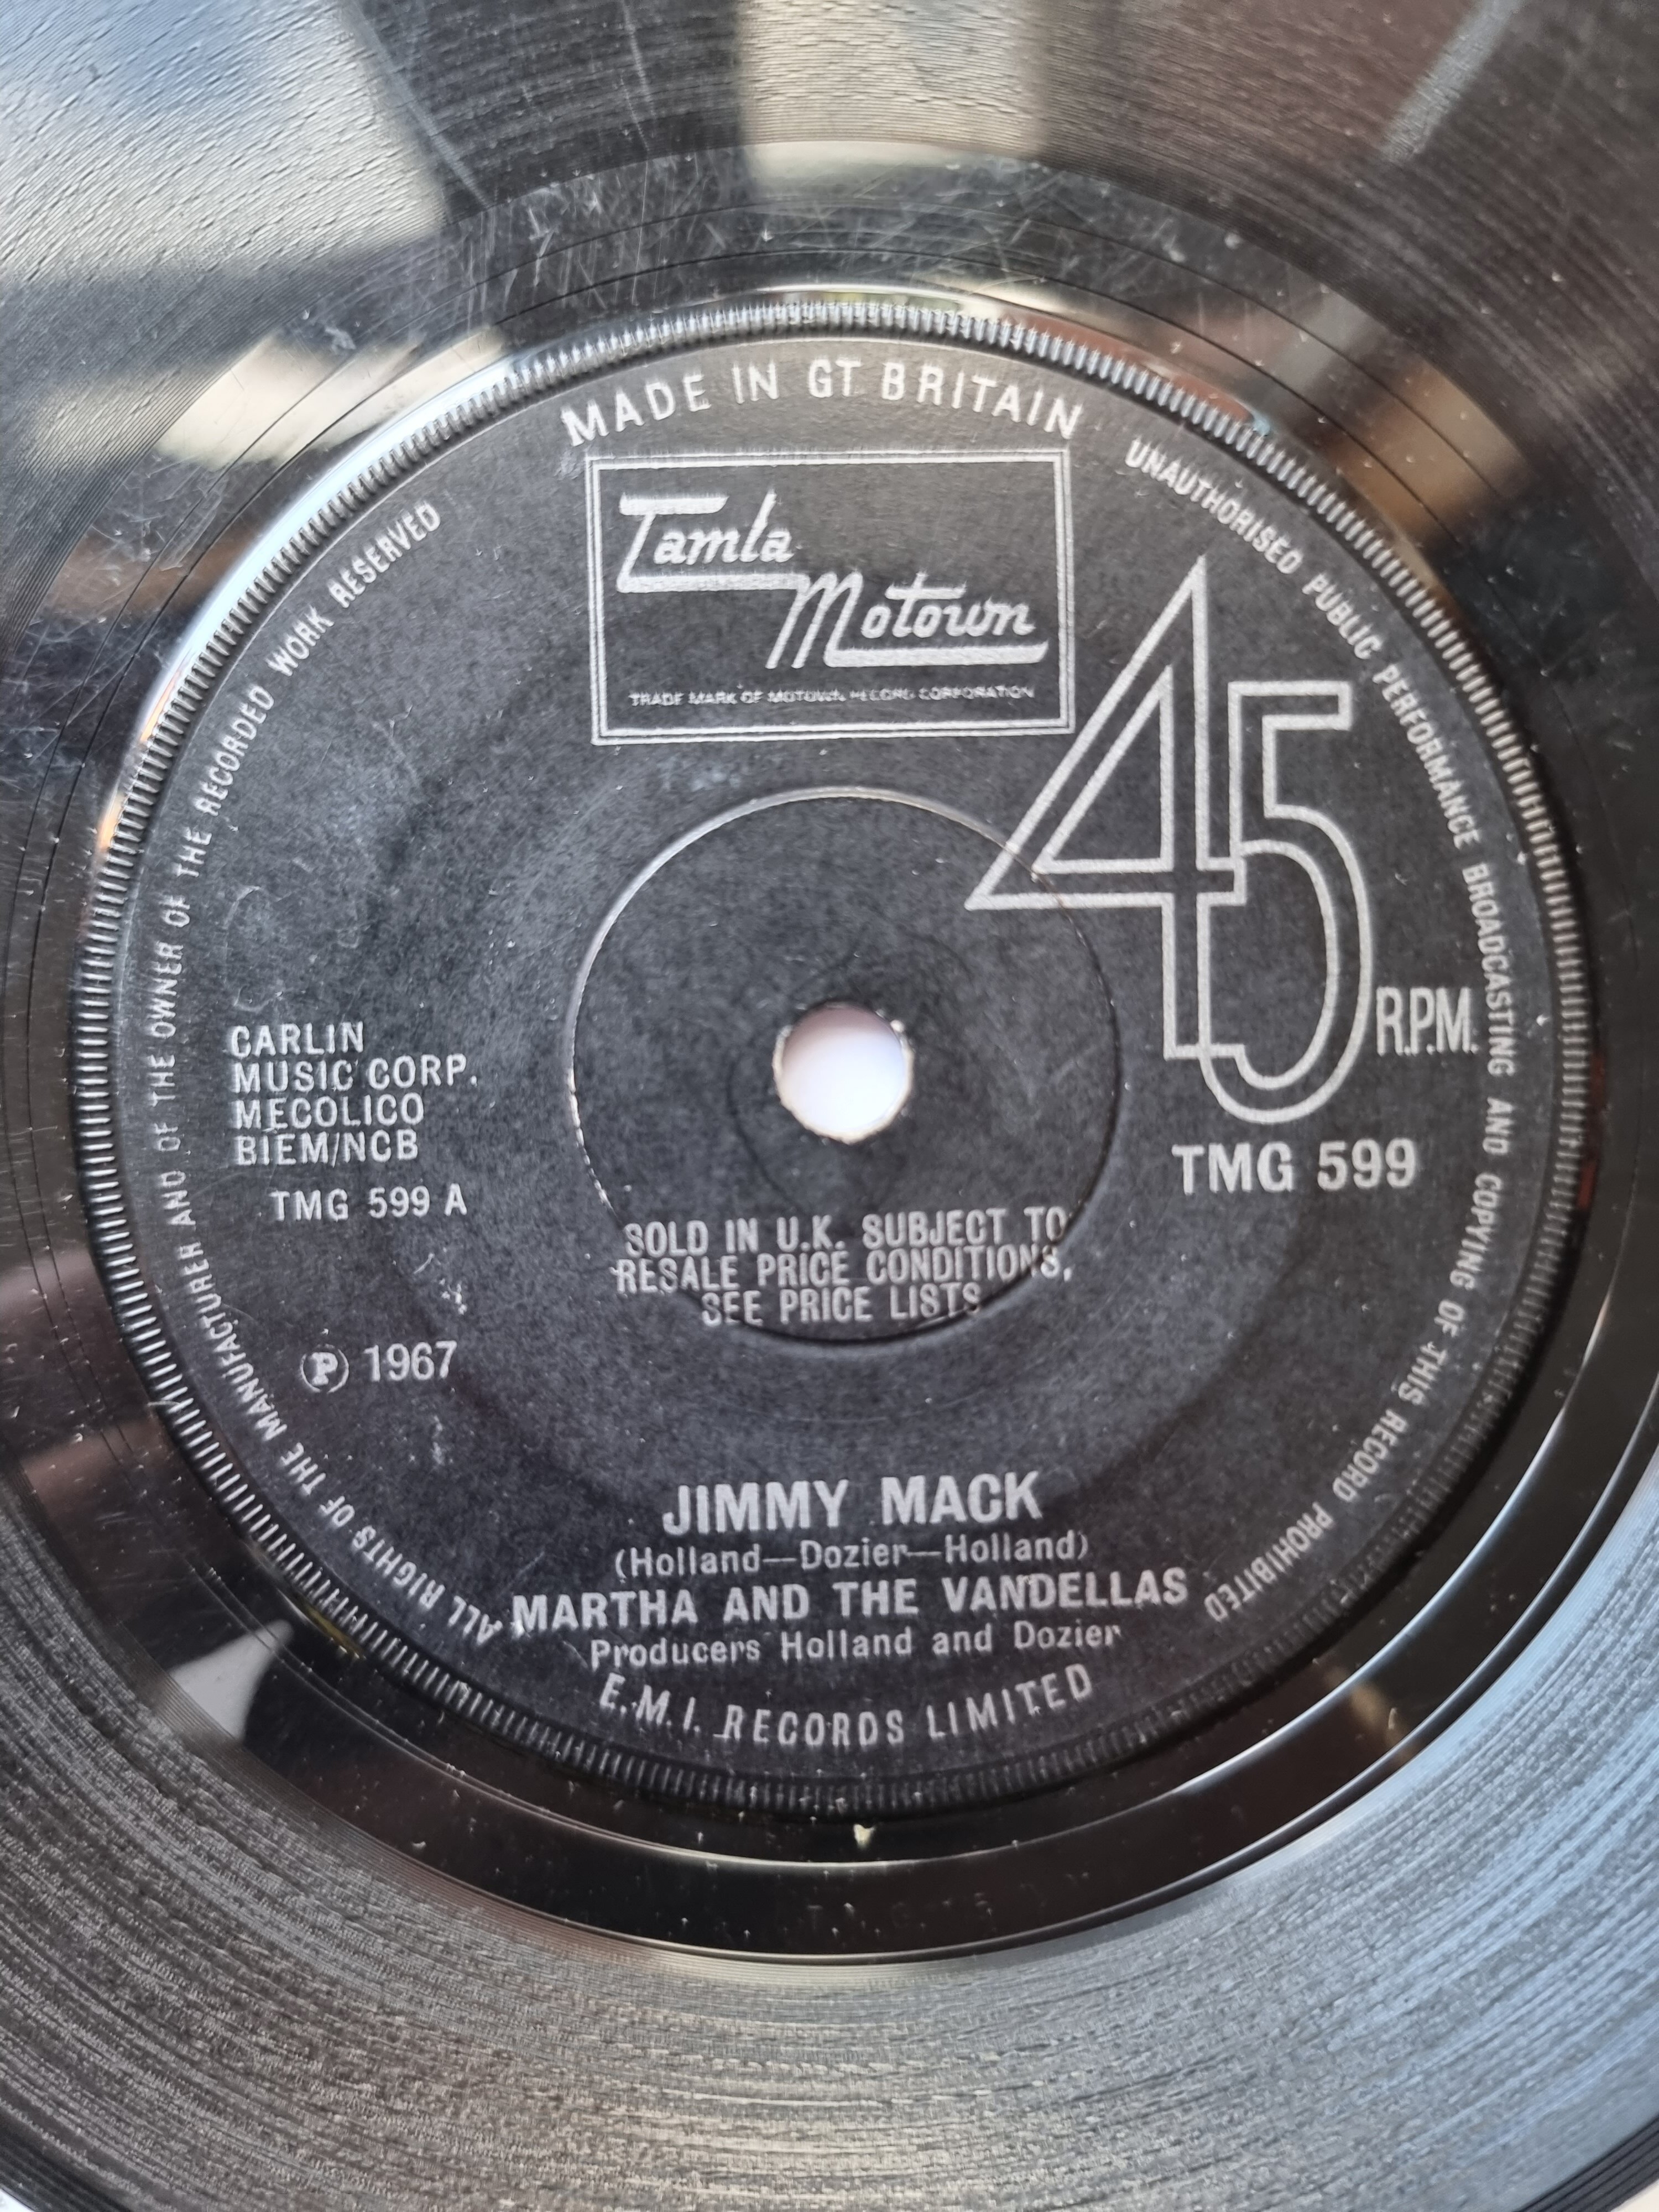 MADE IN GT BRITAIN
UNAUTHORISED PUBLIC PERFORMANCE BROADCASTING AND COPYING OF THIS RECORD PROHIBITED
ALL RIGHTS OF THE MANUFACTURER AND OF THE OWNER OF THE RECORDED WORK RESERVED
Tamla
Motown
TRADE MARK OF MOTOWN RECORD CORPORATION
45 R.P.M.
CARLIN
MUSIC CORP.
MECOLICO
BIEM/NCB
TMG 599
TMG 599 A
SOLD IN U.K. SUBJECT TO
RESALE PRICE CONDITIONS,
SEE PRICE LISTS
℗ 1967
JIMMY MACK
(Holland—Dozier—Holland)
MARTHA AND THE VANDELLAS
Producers Holland and Dozier
E.M.I. RECORDS LIMITED